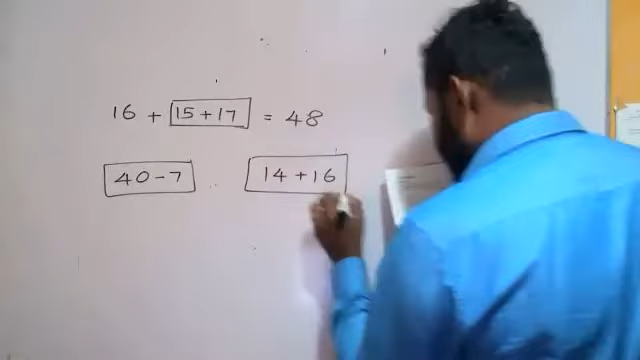 16 + 15 + 17 = 48
40 - 7 14 + 16